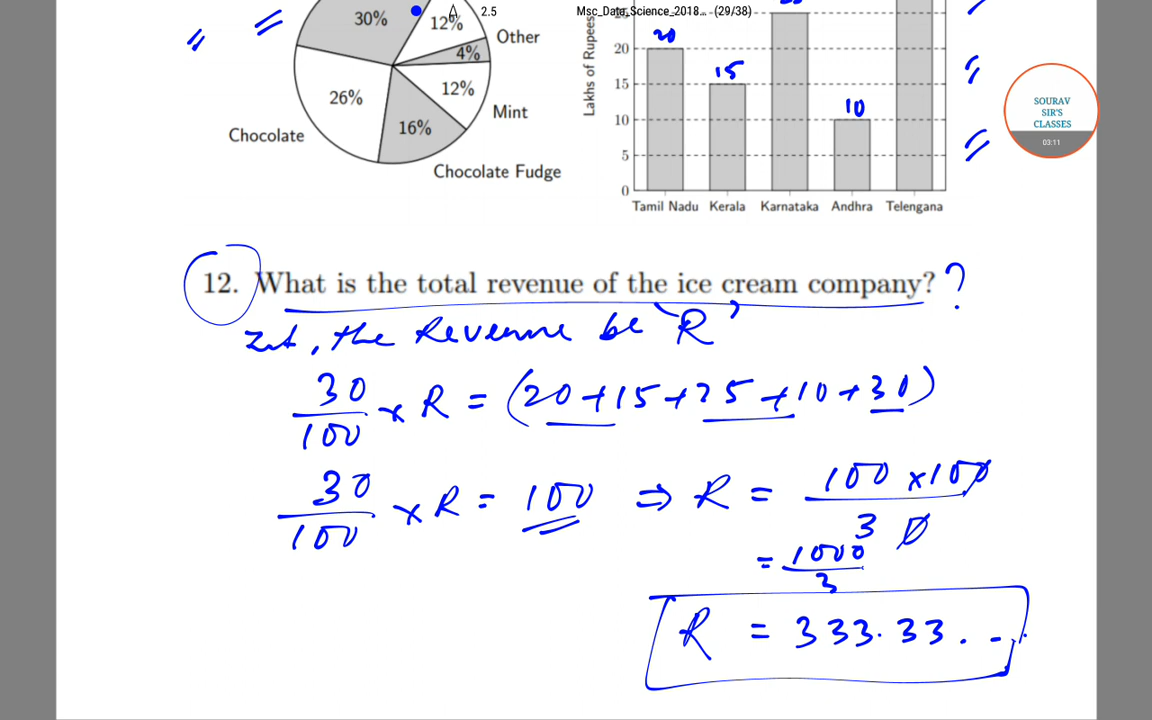 2.5
Msc_Data_Science_2018... (29/38)
30%
12%
Other
4%
12%
26%
Mint
16%
Chocolate
Chocolate Fudge
Lakhs of Rupees
20
15
10
5
0
20
15
10
Tamil Nadu Kerala Karnataka Andhra Telengana
SOURAV
SIR'S
CLASSES
03:11
12. What is the total revenue of the ice cream company? ?
Let, the Revenue be 'R'
30/100 × R = (20+15+25+10+30)
30/100 × R = 100 ⇒ R = 100 × 100 / 30
= 1000/3
R = 333.33...